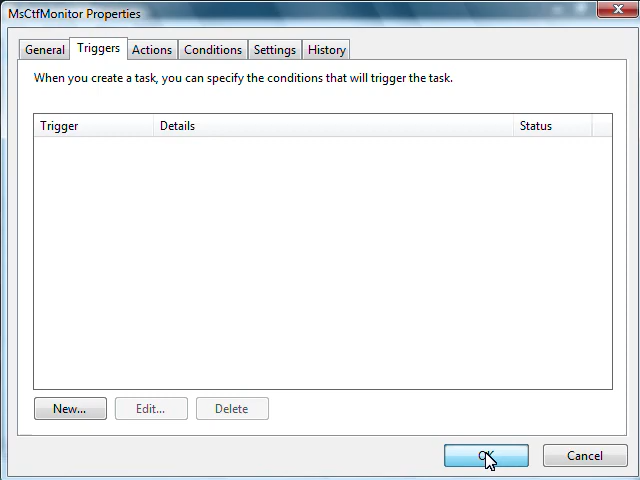 MsCtfMonitor Properties
General Triggers Actions Conditions Settings History
When you create a task, you can specify the conditions that will trigger the task.
Trigger Details Status
New... Edit... Delete
OK Cancel